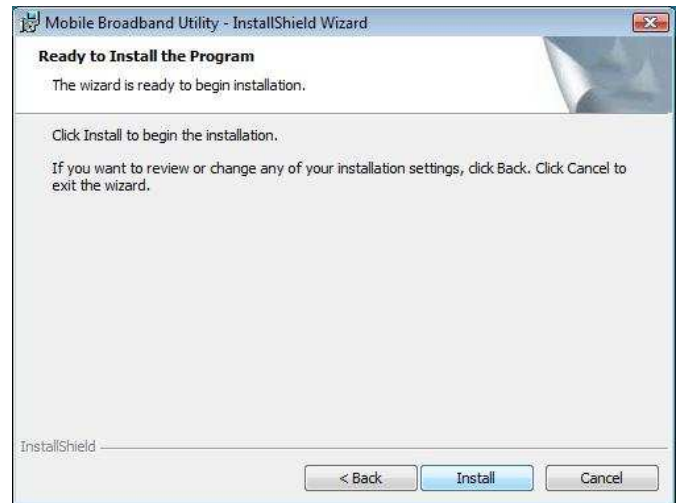 Mobile Broadband Utility - InstallShield Wizard
Ready to Install the Program
The wizard is ready to begin installation.
Click Install to begin the installation.
If you want to review or change any of your installation settings, click Back. Click Cancel to
exit the wizard.
InstallShield
< Back Install Cancel